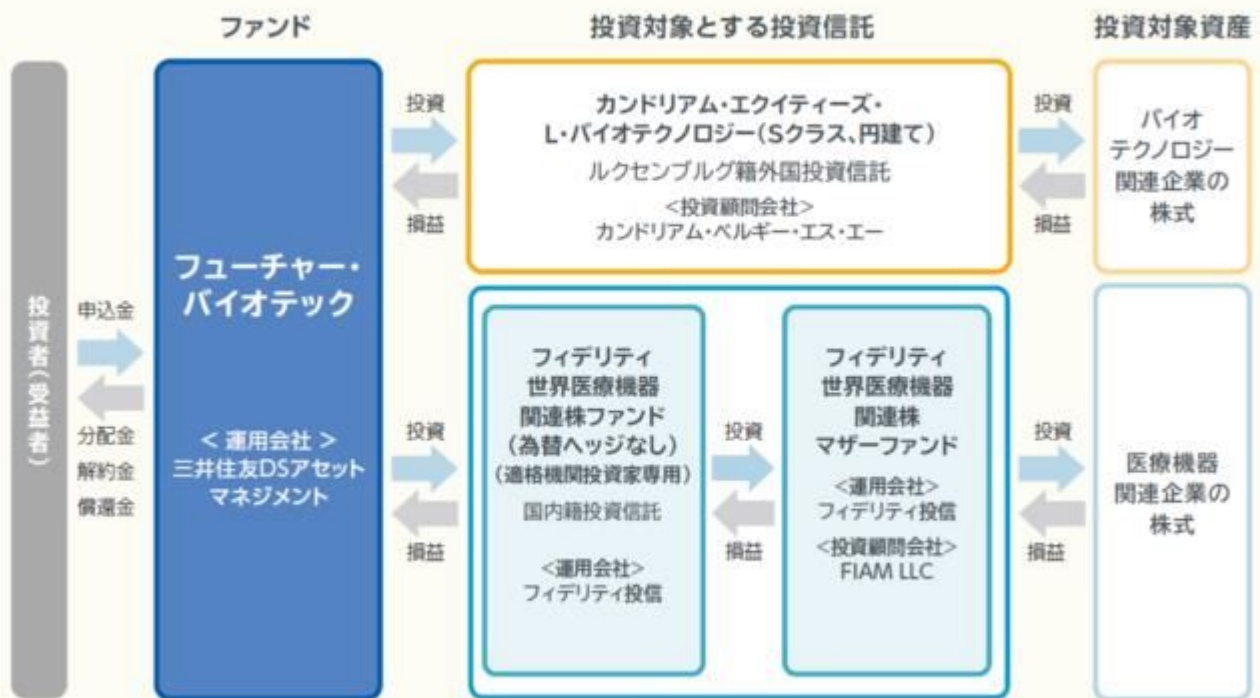 ファンド
投資対象とする投資信託
投資対象資産
投資者(受益者)
申込金
分配金
解約金
償還金
フューチャー・
バイオテック
<運用会社>
三井住友DSアセット
マネジメント
投資
損益
カンドリアム・エクイティーズ・
L・バイオテクノロジー(Sクラス、円建て)
ルクセンブルグ籍外国投資信託
<投資顧問会社>
カンドリアム・ベルギー・エス・エー
投資
損益
バイオ
テクノロジー
関連企業の
株式
投資
損益
フィデリティ
世界医療機器
関連株ファンド
(為替ヘッジなし)
(適格機関投資家専用)
国内籍投資信託
<運用会社>
フィデリティ投信
投資
損益
フィデリティ
世界医療機器
関連株
マザーファンド
<運用会社>
フィデリティ投信
<投資顧問会社>
FIAM LLC
投資
損益
医療機器
関連企業の
株式